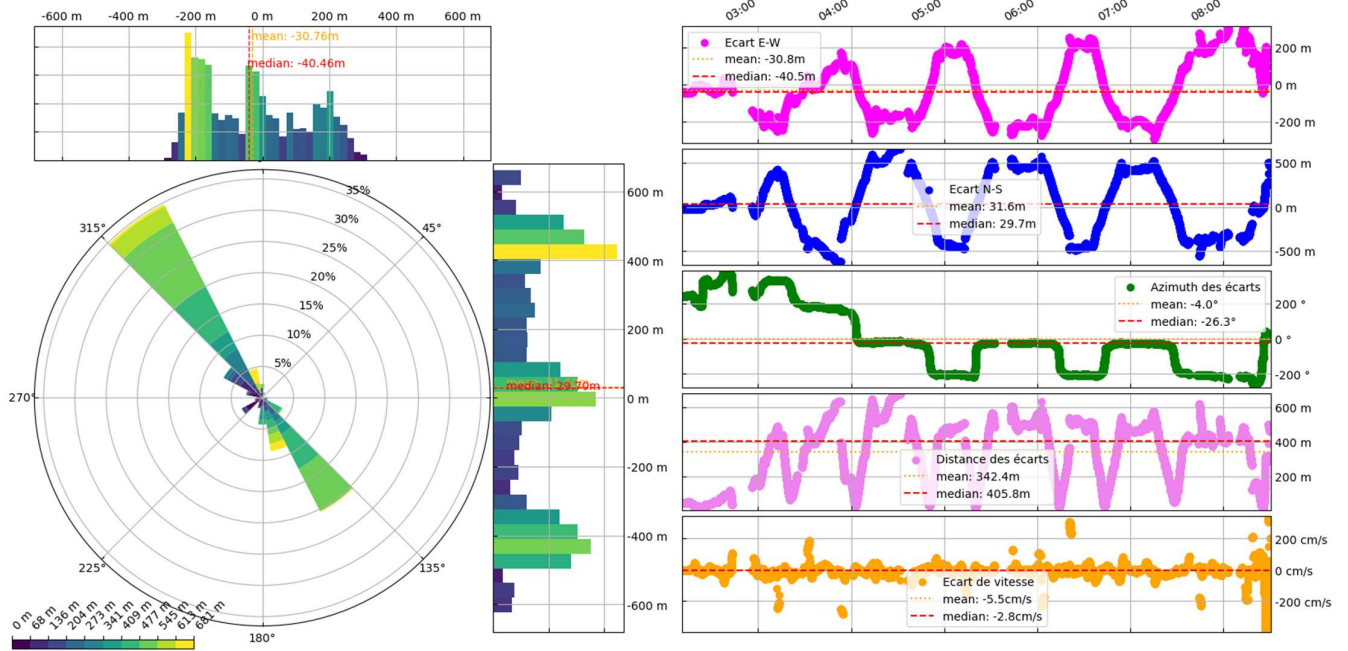 -600 m -400 m -200 m 0 m 200 m 400 m 600 m
mean: -30.76m
median: -40.46m
35%
30%
25%
20%
15%
10%
5%
315°
45°
270°
225°
135°
180°
600 m
400 m
200 m
median: 29.70m
0 m
-200 m
-400 m
-600 m
0 m 68 m 136 m 204 m 273 m 341 m 409 m 477 m 545 m 613 m 681 m
03:00 04:00 05:00 06:00 07:00 08:00
Ecart E-W
mean: -30.8m
median: -40.5m
200 m
0 m
-200 m
Ecart N-S
mean: 31.6m
median: 29.7m
500 m
0 m
-500 m
Azimuth des écarts
mean: -4.0°
median: -26.3°
200 °
0 °
-200 °
Distance des écarts
mean: 342.4m
median: 405.8m
600 m
400 m
200 m
Ecart de vitesse
mean: -5.5cm/s
median: -2.8cm/s
200 cm/s
0 cm/s
-200 cm/s